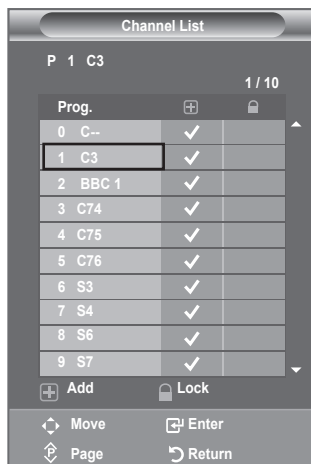 Channel List
P 1 C3
1 / 10
Prog.
0 C--
1 C3
2 BBC 1
3 C74
4 C75
5 C76
6 S3
7 S4
8 S6
9 S7
Add Lock
Move Enter
P Page Return